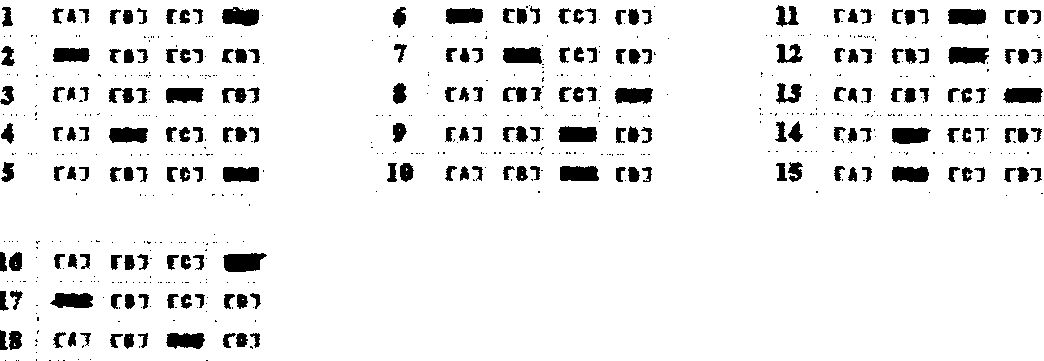 1 [A] [B] [C] 6 [B] [C] [D] 11 [A] [B] [D]
2 [B] [C] [D] 7 [A] [C] [D] 12 [A] [B] [D]
3 [A] [B] [D] 8 [A] [B] [C] 13 [A] [B] [C]
4 [A] [C] [D] 9 [A] [B] [D] 14 [A] [C] [D]
5 [A] [B] [C] 10 [A] [B] [D] 15 [A] [C] [D]
16 [A] [B] [C]
17 [B] [C] [D]
18 [A] [B] [D]